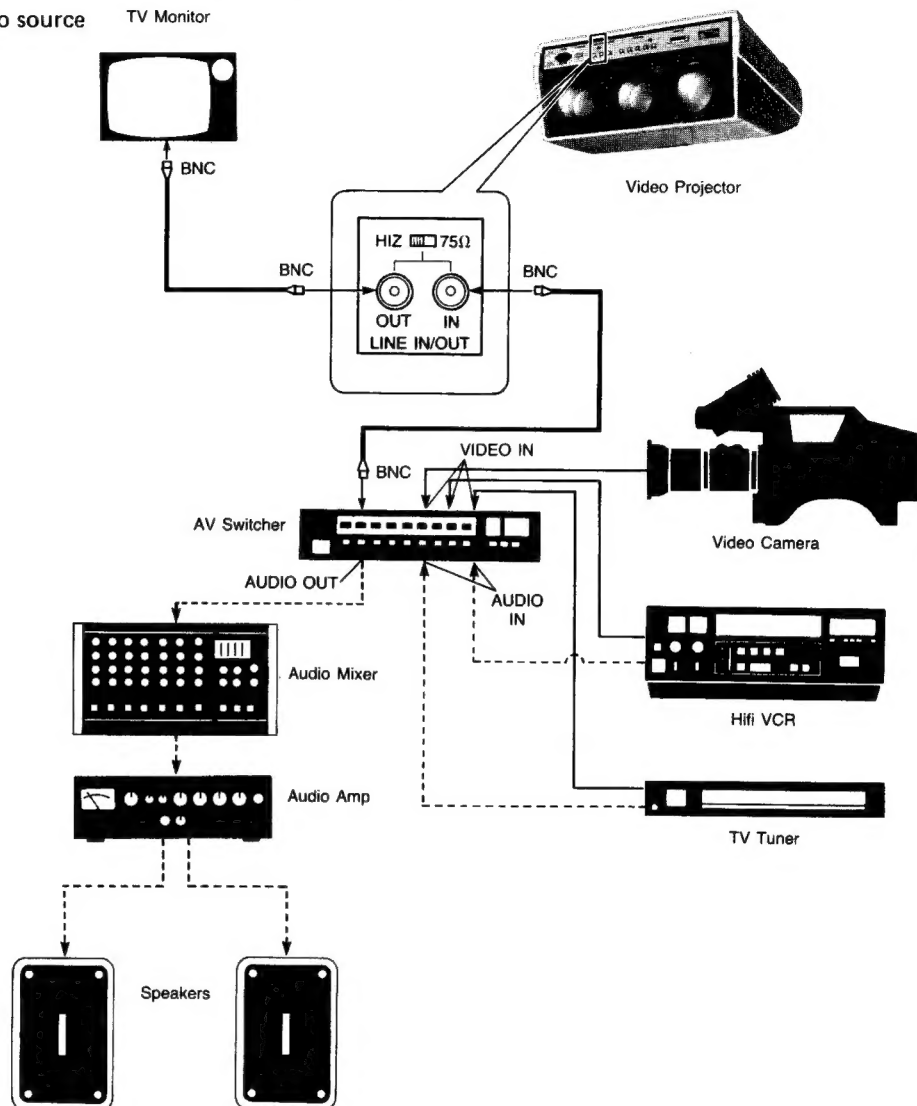 o source
TV Monitor
BNC
Video Projector
HIZ 75Ω
BNC
BNC
OUT IN
LINE IN/OUT
VIDEO IN
BNC
AV Switcher
Video Camera
AUDIO OUT
AUDIO
IN
Audio Mixer
Hifi VCR
Audio Amp
TV Tuner
Speakers